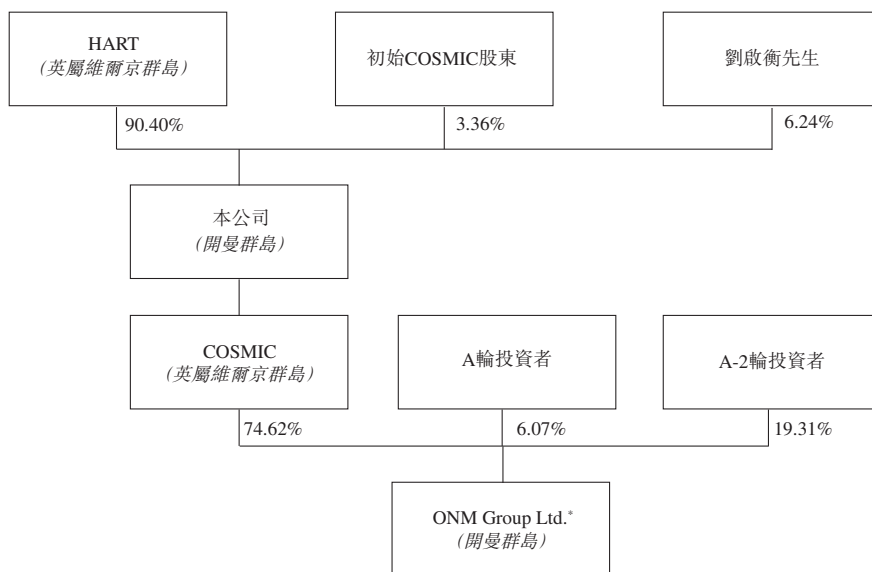 HART
(英屬維爾京群島)
初始COSMIC股東
劉啟衡先生
90.40%
3.36%
6.24%
本公司
(開曼群島)
COSMIC
(英屬維爾京群島)
A輪投資者
A-2輪投資者
74.62%
6.07%
19.31%
ONM Group Ltd.*
(開曼群島)